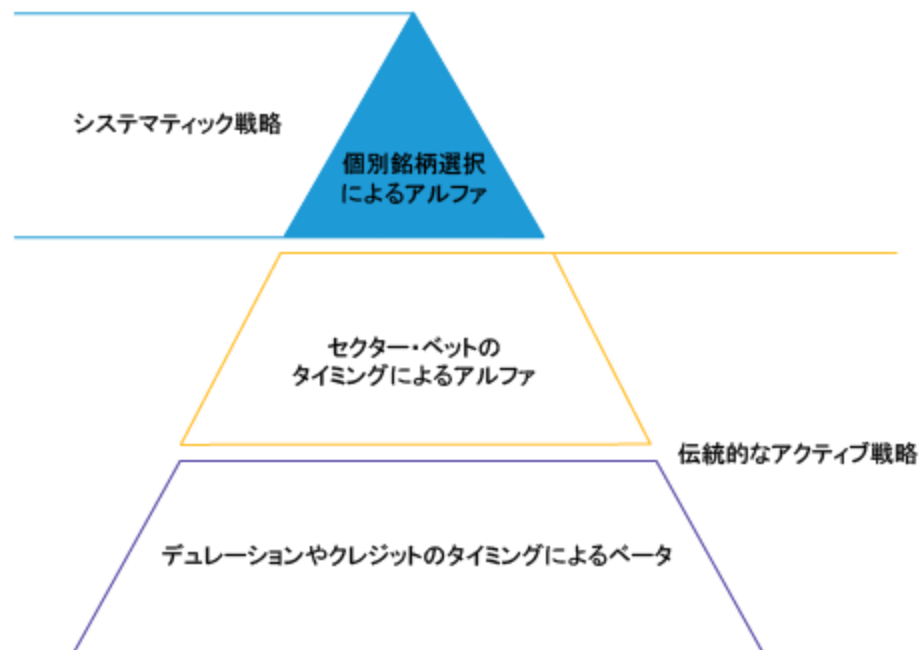 システマティック戦略
個別銘柄選択
によるアルファ
セクター・ベットの
タイミングによるアルファ
伝統的なアクティブ戦略
デュレーションやクレジットのタイミングによるベータ